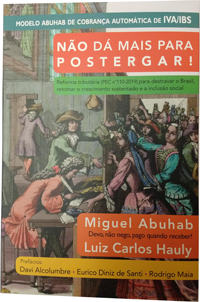 MODELO ABUHAB DE COBRANÇA AUTOMÁTICA DE IVA/IBS
NÃO DÁ MAIS PARA
POSTERGAR!
Reforma tributária (PEC nº110-2019) para destravar o Brasil,
retomar o crescimento sustentado e a inclusão social
Miguel Abuhab
Devo, não nego, pago quando receber!
Luiz Carlos Hauly
Prefácios
Davi Alcolumbre · Eurico Diniz de Santi · Rodrigo Maia